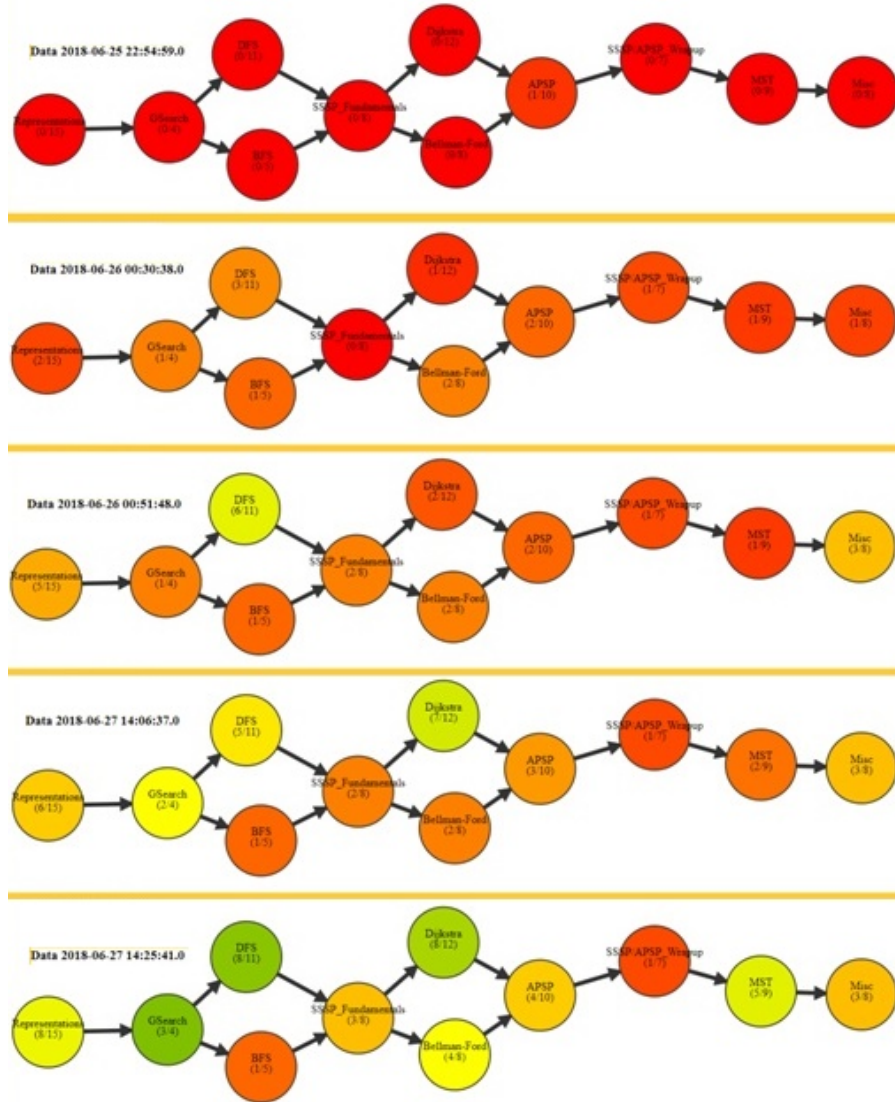 Data 2018-06-25 22:54:59.0
DFS
(0/11)
Dijkstra
(0/12)
SSSP/APSP_Wrapup
(0/7)
Representations
GSearch
(0/4)
SSSP_Fundamentals
(0/8)
APSP
(1/10)
MST
(0/9)
Misc
(0/8)
BFS
(0/5)
Bellman-Ford
(0/8)
Data 2018-06-26 00:30:38.0
DFS
(3/11)
Dijkstra
(1/12)
SSSP/APSP_Wrapup
(1/7)
Representations
(2/15)
GSearch
(1/4)
SSSP_Fundamentals
(0/8)
APSP
(2/10)
MST
(1/9)
Misc
(1/8)
BFS
(1/5)
Bellman-Ford
(2/8)
Data 2018-06-26 00:51:48.0
DFS
(6/11)
Dijkstra
(2/12)
SSSP/APSP_Wrapup
(1/7)
Representations
(5/15)
GSearch
(1/4)
SSSP_Fundamentals
(2/8)
APSP
(2/10)
MST
(1/9)
Misc
(3/8)
BFS
(1/5)
Bellman-Ford
(2/8)
Data 2018-06-27 14:06:37.0
DFS
(5/11)
Dijkstra
(7/12)
SSSP/APSP_Wrapup
(1/7)
Representations
(6/15)
GSearch
(2/4)
SSSP_Fundamentals
(2/8)
APSP
(3/10)
MST
(2/9)
Misc
(3/8)
BFS
(1/5)
Bellman-Ford
(2/8)
Data 2018-06-27 14:25:41.0
DFS
(8/11)
Dijkstra
(8/12)
SSSP/APSP_Wrapup
(1/7)
Representations
(8/15)
GSearch
(3/4)
SSSP_Fundamentals
(3/8)
APSP
(4/10)
MST
(5/9)
Misc
(3/8)
BFS
(1/5)
Bellman-Ford
(4/8)